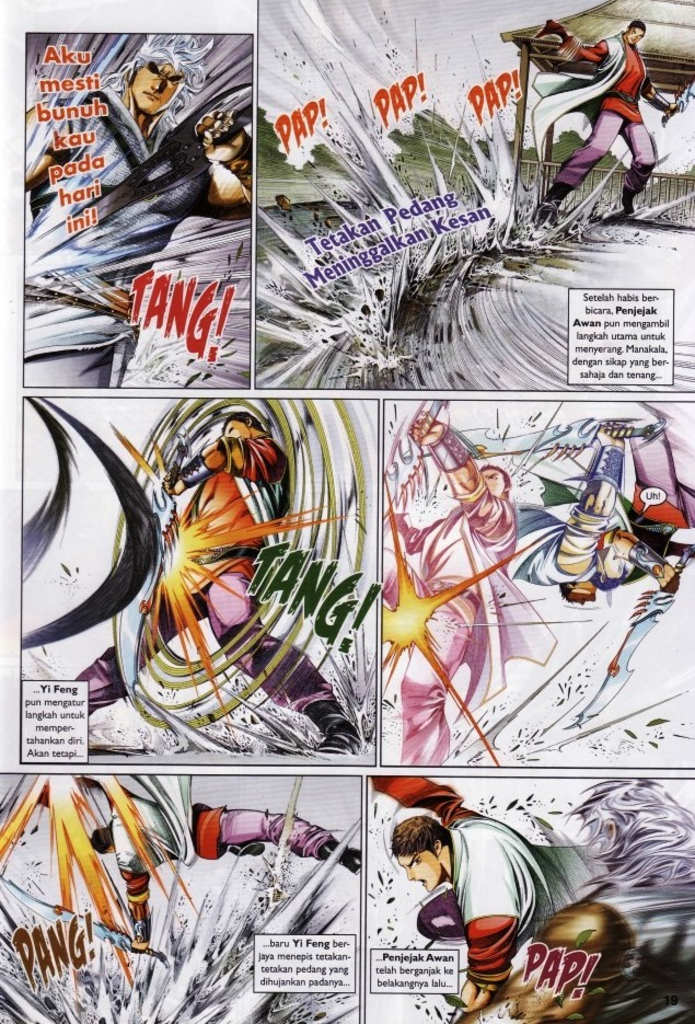 Aku
mesti
bunuh
kau
pada
hari
ini!
TANG!
PAP!
PAP!
PAP!
Tetakan Pedang
Meninggalkan Kesan
Setelah habis ber-
bicara, Penjejak
Awan pun mengambil
langkah utama untuk
menyerang. Manakala,
dengan sikap yang ber-
sahaja dan tenang...
TANG!
...Yi Feng
pun mengatur
langkah untuk
memper-
tahankan diri.
Akan tetapi...
Uh!
PANG!
...baru Yi Feng ber-
jaya menepis tetakan-
tetakan pedang yang
dihujankan padanya...
...Penjejak Awan
telah berganjak ke
belakangnya lalu...
PAP!
19